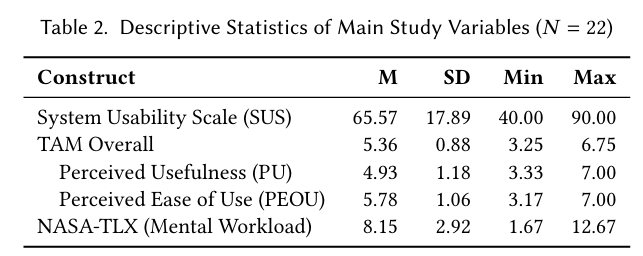 Table 2. Descriptive Statistics of Main Study Variables (N = 22)
Construct M SD Min Max
System Usability Scale (SUS) 65.57 17.89 40.00 90.00
TAM Overall 5.36 0.88 3.25 6.75
Perceived Usefulness (PU) 4.93 1.18 3.33 7.00
Perceived Ease of Use (PEOU) 5.78 1.06 3.17 7.00
NASA-TLX (Mental Workload) 8.15 2.92 1.67 12.67